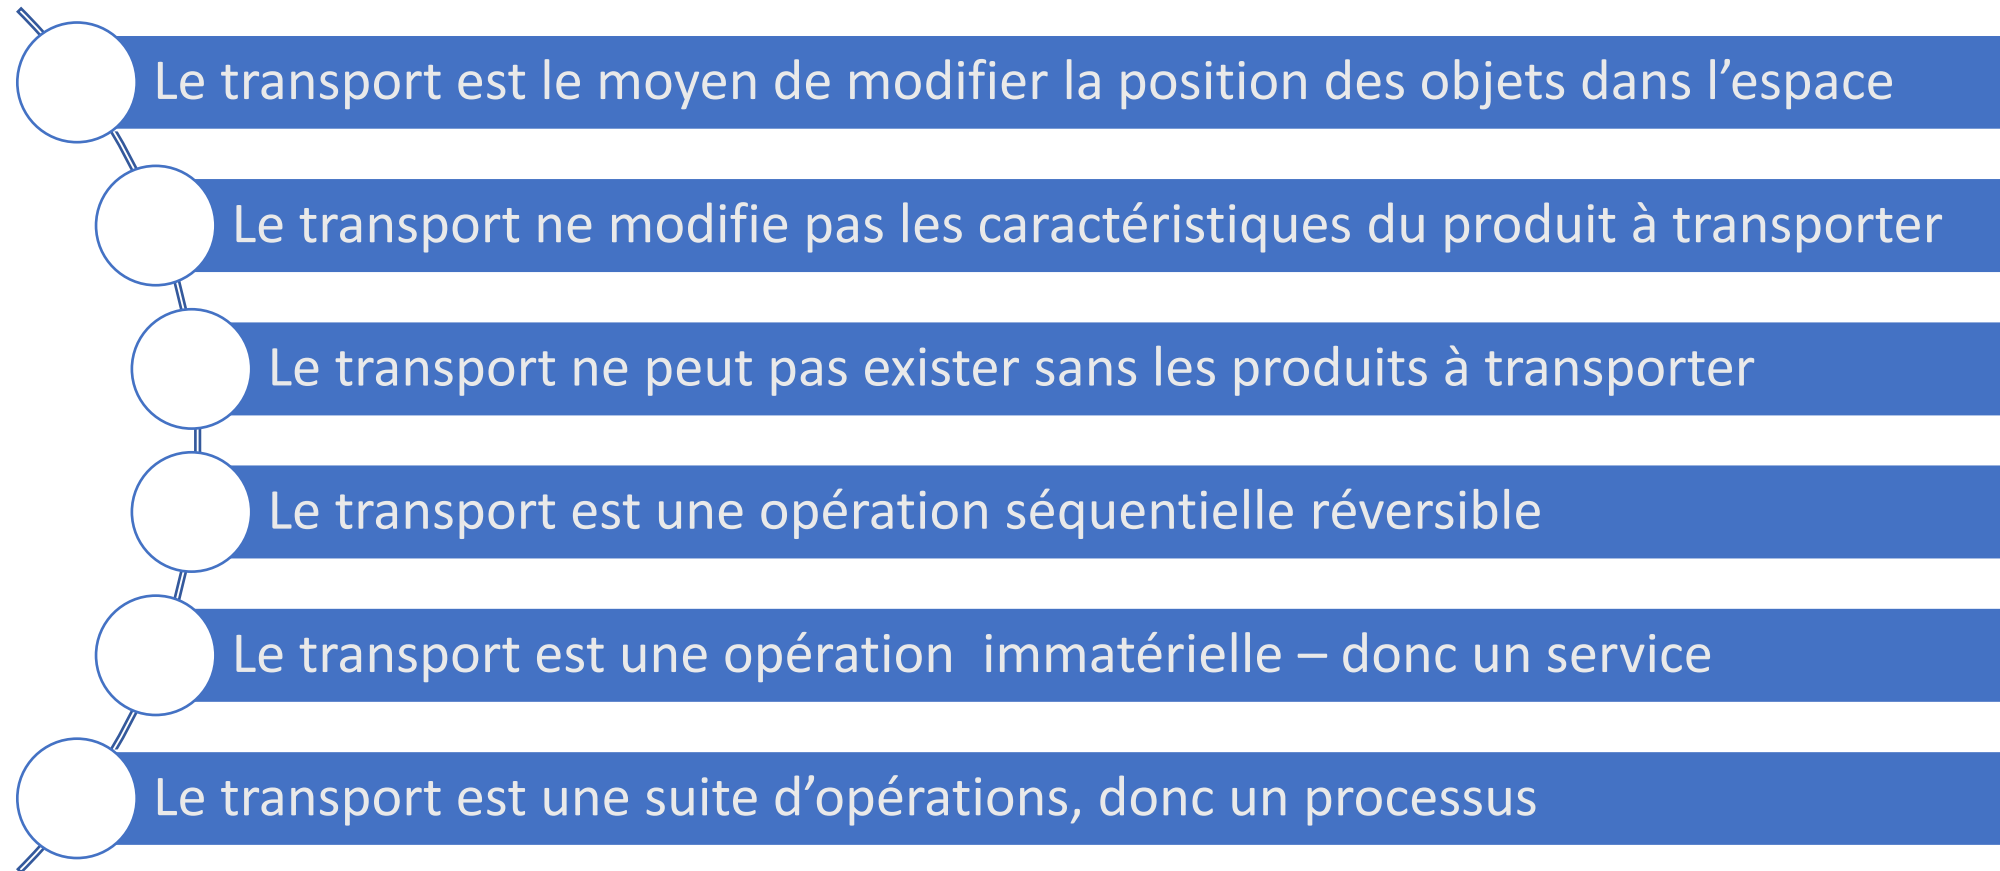 Le transport est le moyen de modifier la position des objets dans l’espace
Le transport ne modifie pas les caractéristiques du produit à transporter
Le transport ne peut pas exister sans les produits à transporter
Le transport est une opération séquentielle réversible
Le transport est une opération  immatérielle – donc un service
Le transport est une suite d’opérations, donc un processus